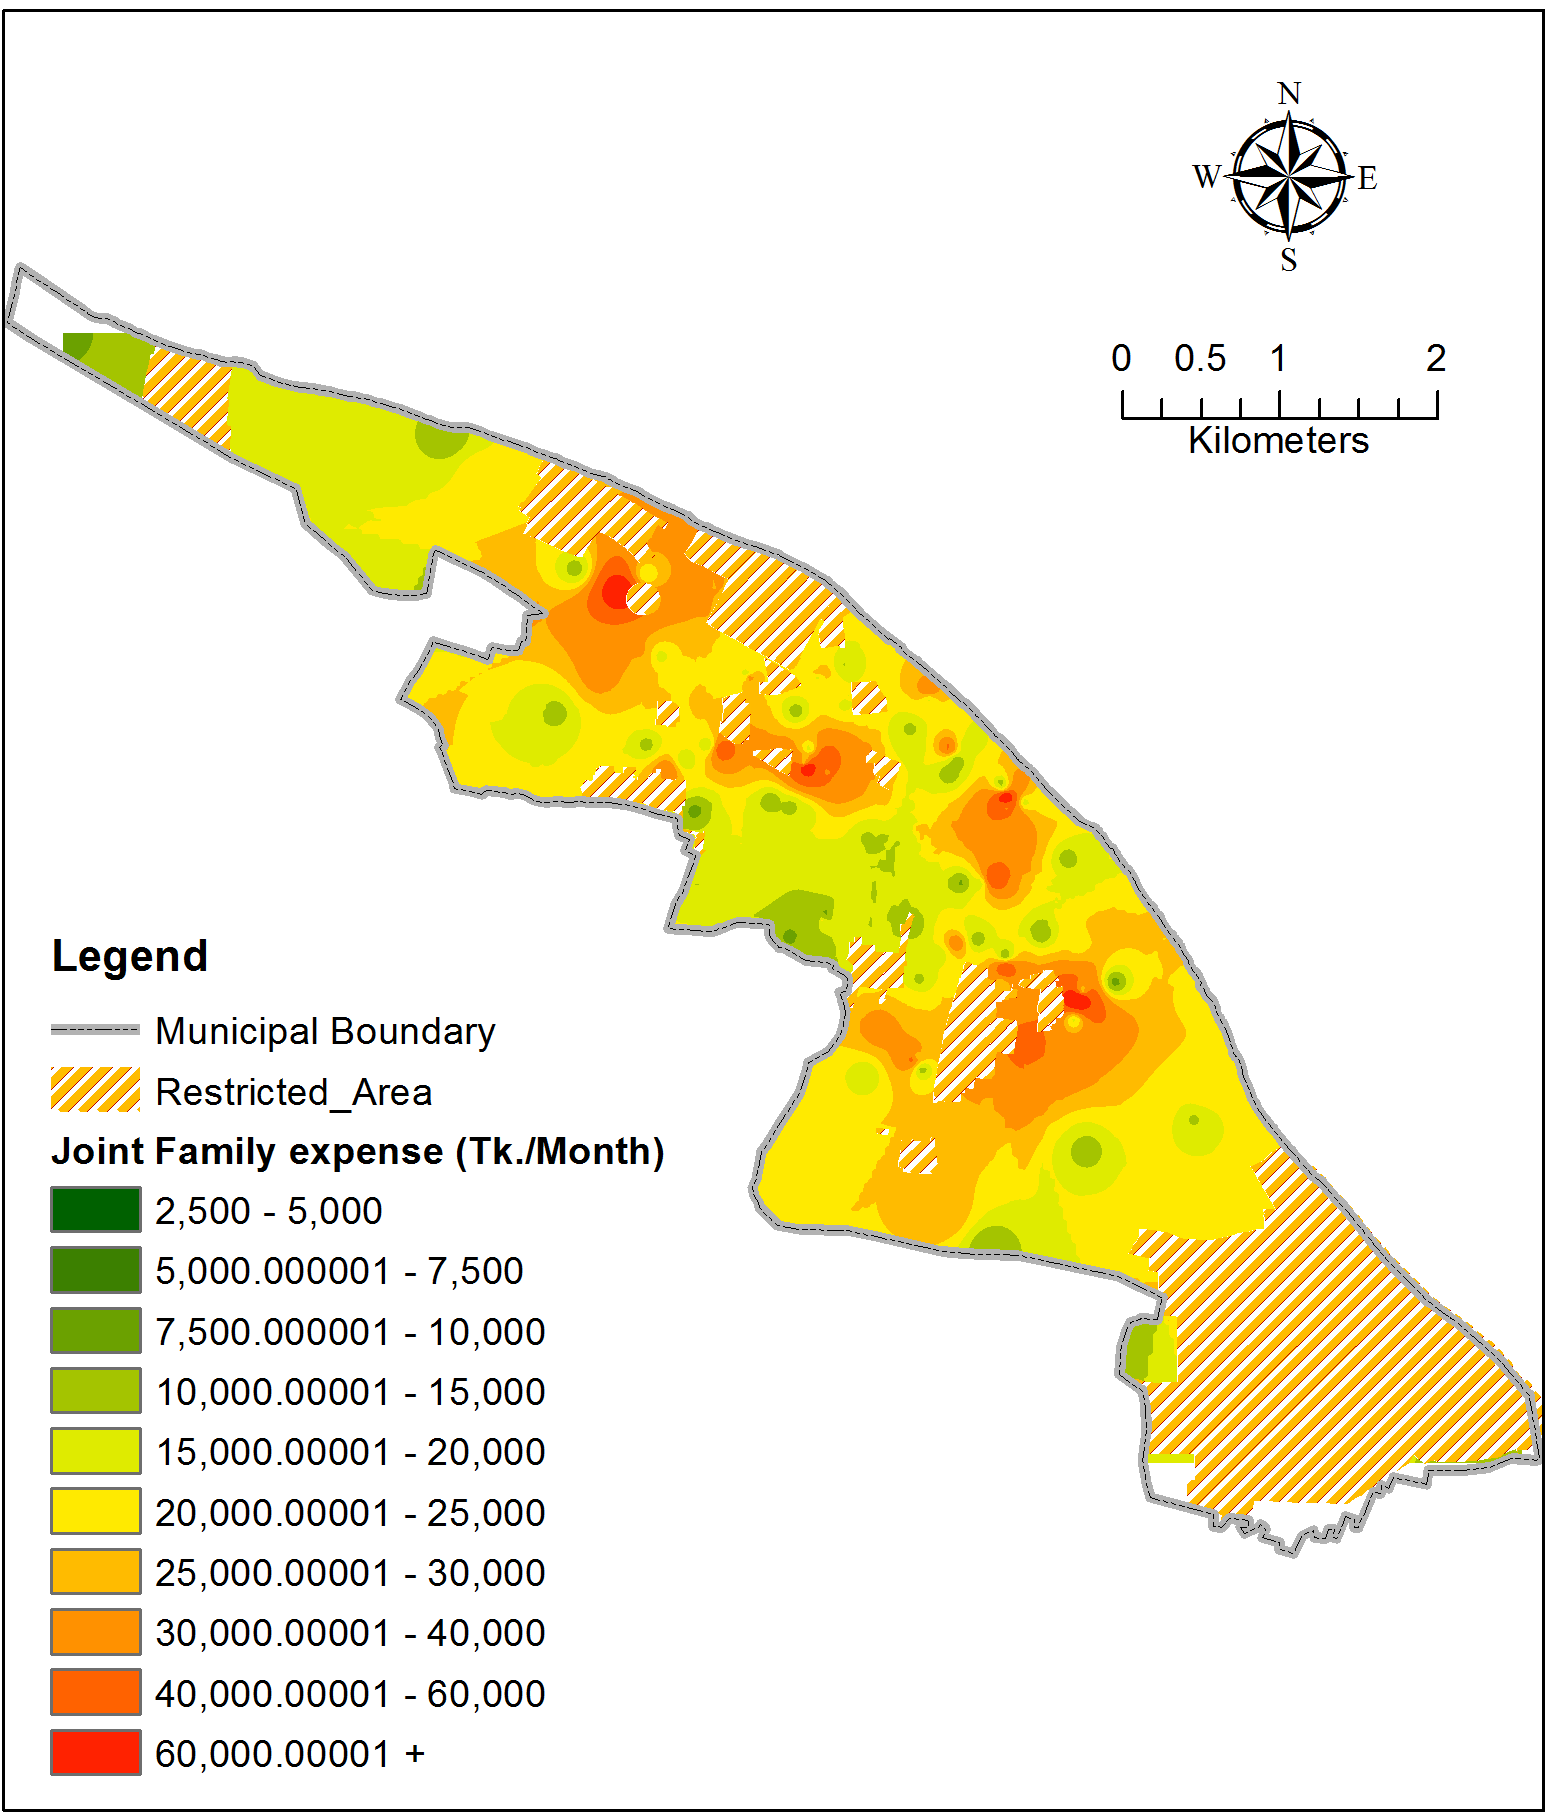 N
W E
S
0 0.5 1 2
Kilometers
Legend
Municipal Boundary
Restricted_Area
Joint Family expense (Tk./Month)
2,500 - 5,000
5,000.000001 - 7,500
7,500.000001 - 10,000
10,000.00001 - 15,000
15,000.00001 - 20,000
20,000.00001 - 25,000
25,000.00001 - 30,000
30,000.00001 - 40,000
40,000.00001 - 60,000
60,000.00001 +